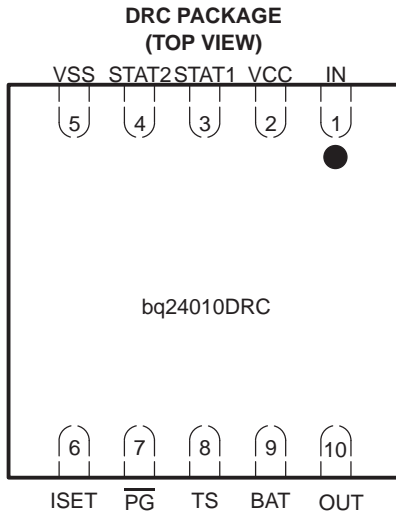 DRC PACKAGE
(TOP VIEW)
VSS STAT2 STAT1 VCC IN
5 4 3 2 1
bq24010DRC
6 7 8 9 10
ISET P̅G̅ TS BAT OUT